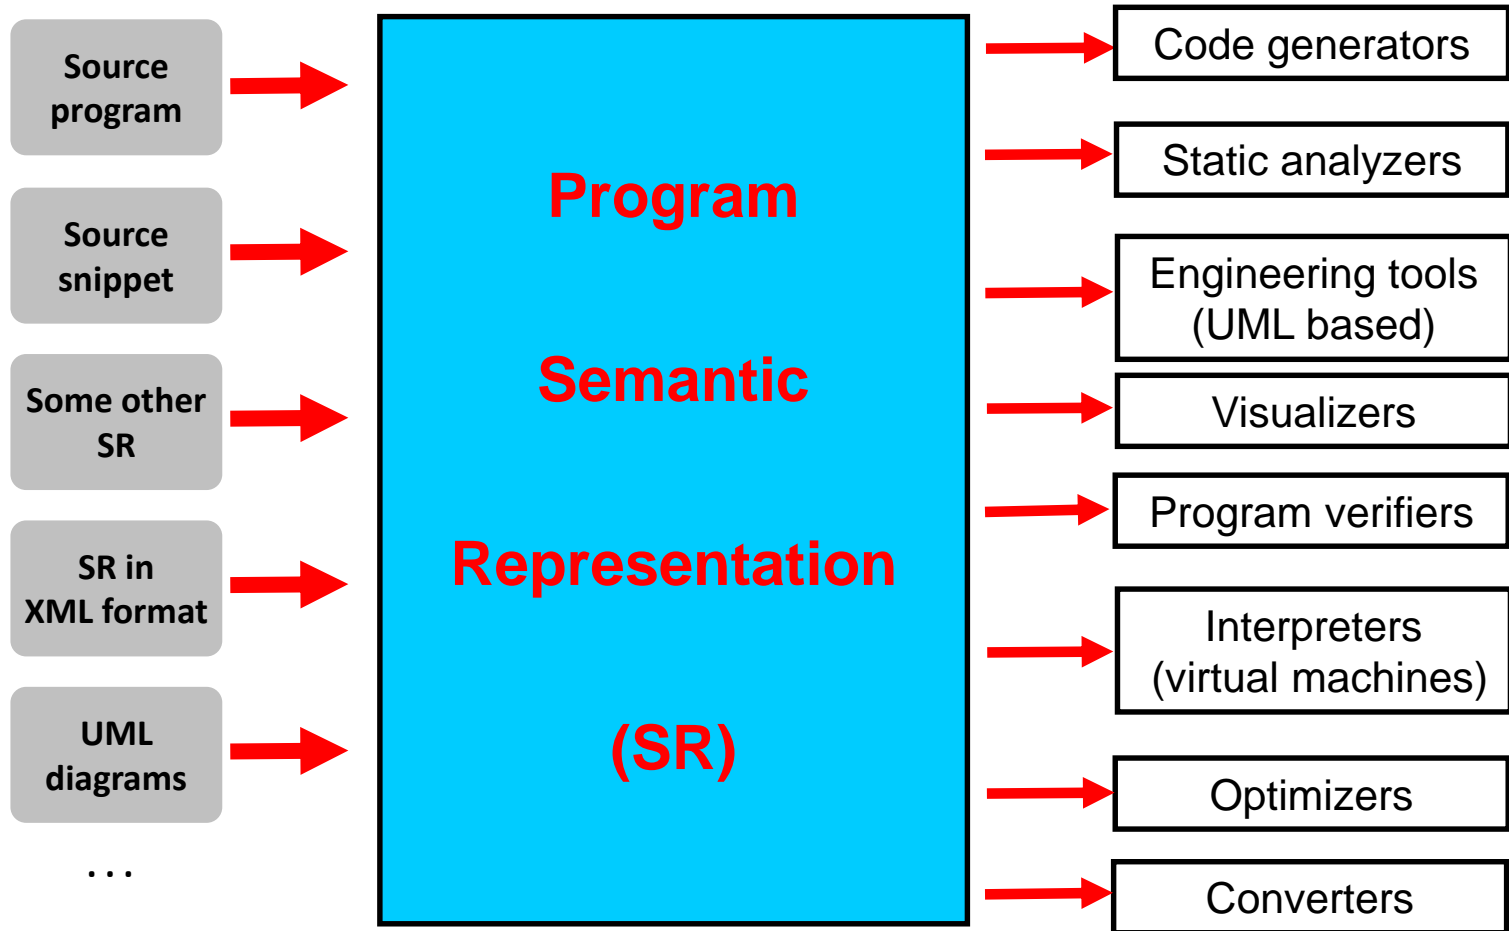 Source
program
Source
snippet
Some other
SR
SR in
XML format
UML
diagrams
. . .
Program
Semantic
Representation
(SR)
Code generators
Static analyzers
Engineering tools
(UML based)
Visualizers
Program verifiers
Interpreters
(virtual machines)
Optimizers
Converters